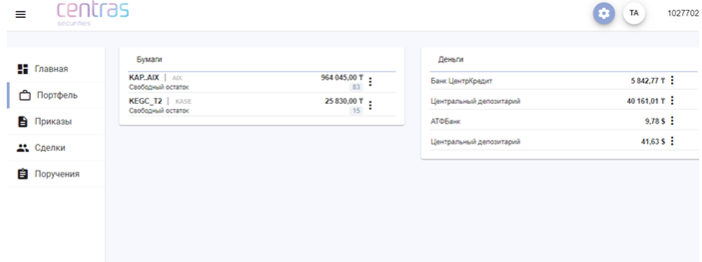 centras
securities
TA
1027702
Главная
Портфель
Приказы
Сделки
Поручения
Бумаги
KAP.AIX | AIX 964 045,00 T
Свободный остаток 83
KEGC_T2 | KASE 25 830,00 T
Свободный остаток 15
Деньги
Банк ЦентрКредит 5 842,77 T
Центральный депозитарий 40 161,01 T
АТФБанк 9,78 $
Центральный депозитарий 41,63 $